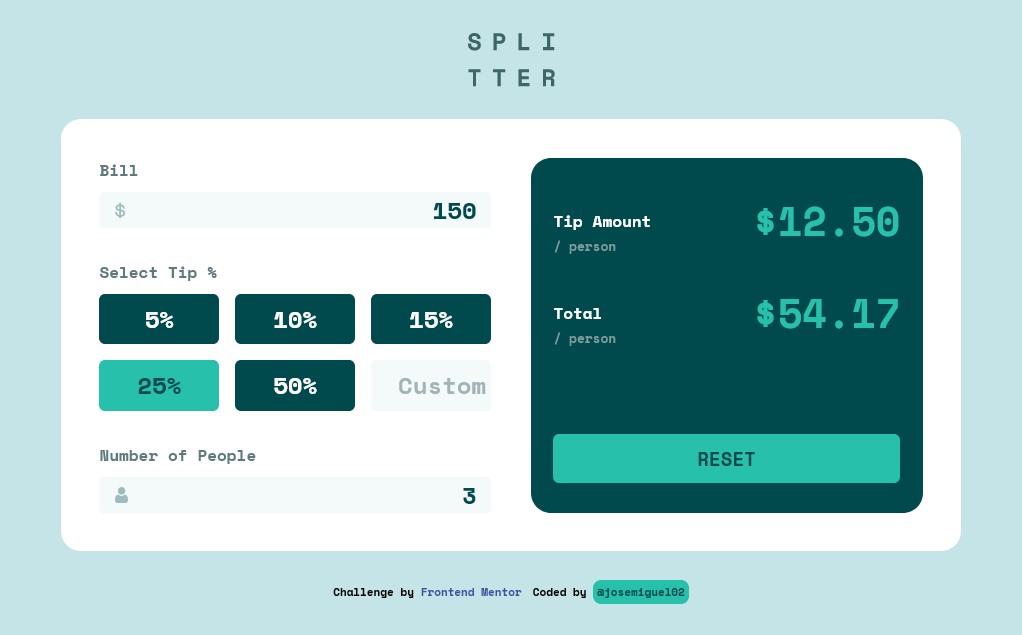 SPLI
TTER
Bill
$ 150
Select Tip %
5% 10% 15%
25% 50% Custom
Number of People
3
Tip Amount $12.50
/ person
Total $54.17
/ person
RESET
Challenge by Frontend Mentor Coded by @josemiguel02